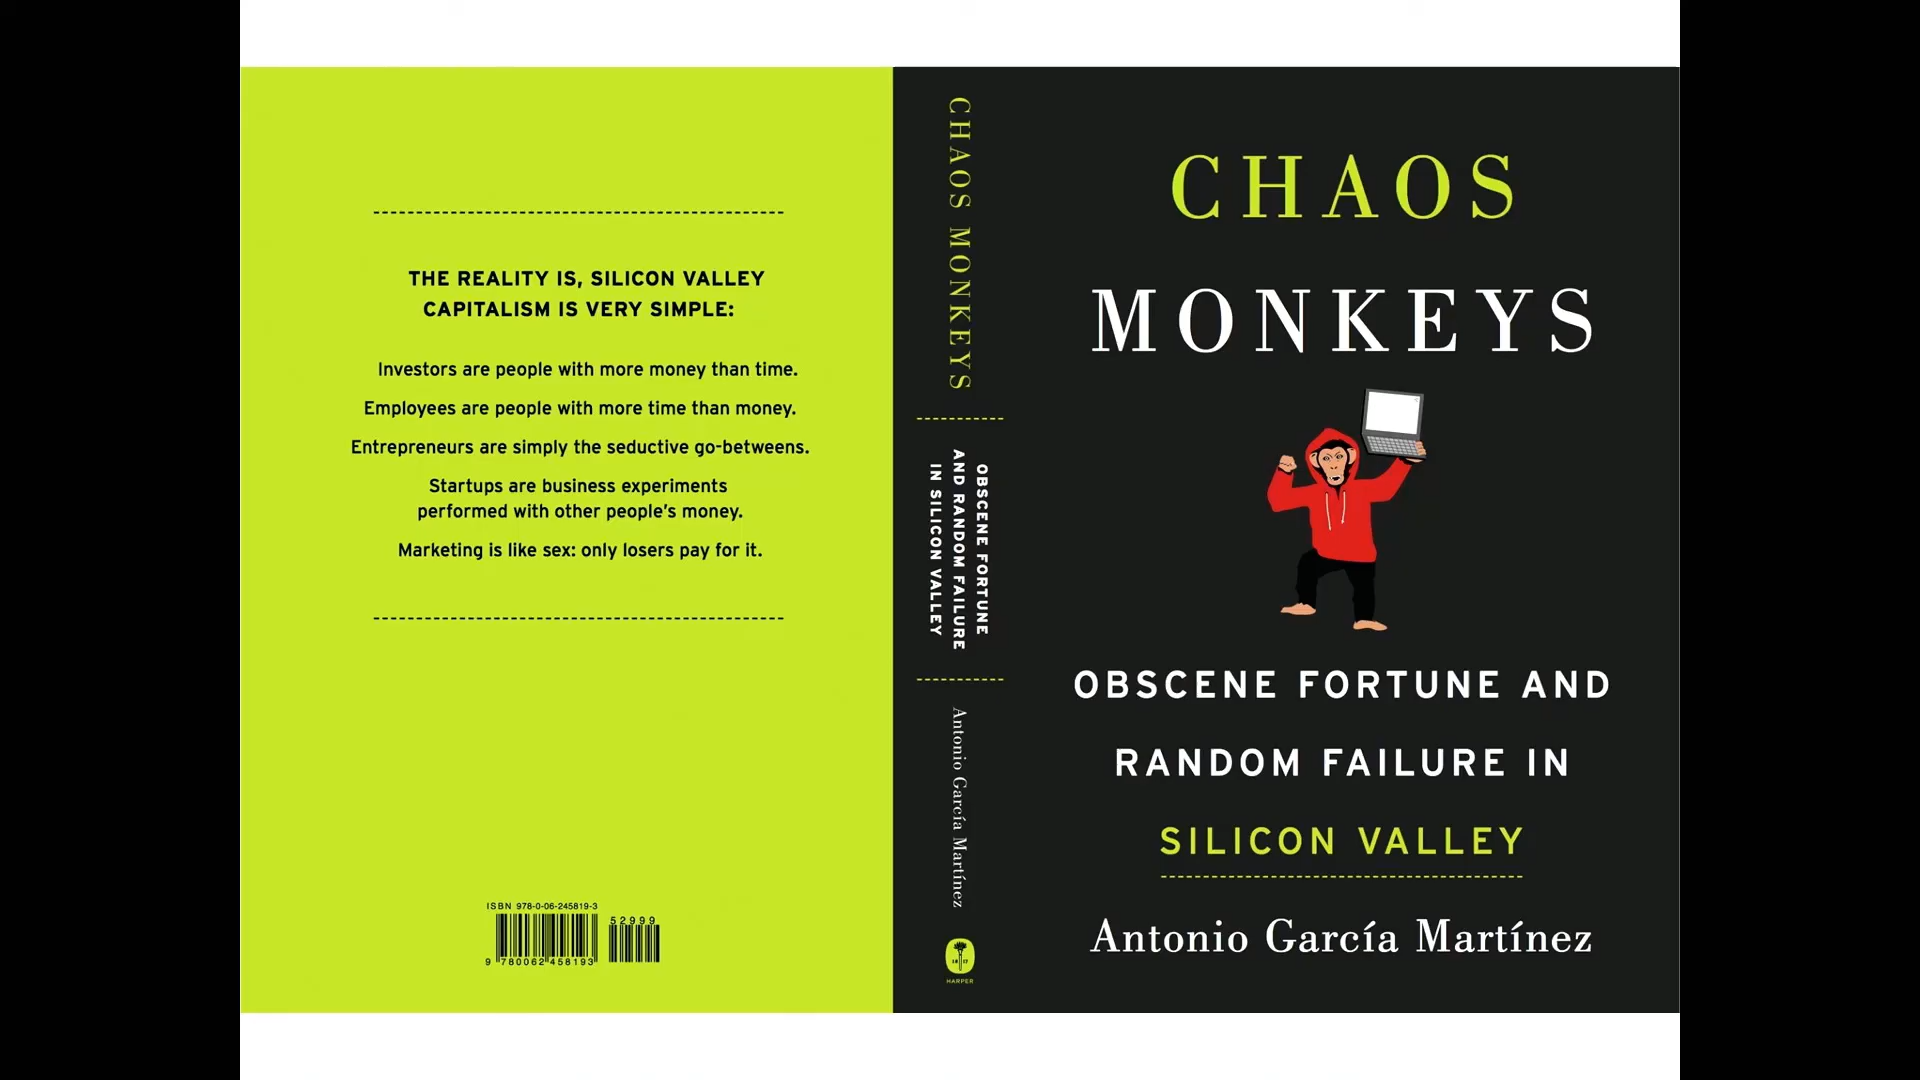 THE REALITY IS, SILICON VALLEY
CAPITALISM IS VERY SIMPLE:
Investors are people with more money than time.
Employees are people with more time than money.
Entrepreneurs are simply the seductive go-betweens.
Startups are business experiments
performed with other people's money.
Marketing is like sex: only losers pay for it.
ISBN 978-0-06-245819-3
52999
9 780062 458193
CHAOS MONKEYS
OBSCENE FORTUNE
AND RANDOM FAILURE
IN SILICON VALLEY
Antonio García Martínez
18 17
HARPER
CHAOS
MONKEYS
OBSCENE FORTUNE AND
RANDOM FAILURE IN
SILICON VALLEY
Antonio García Martínez